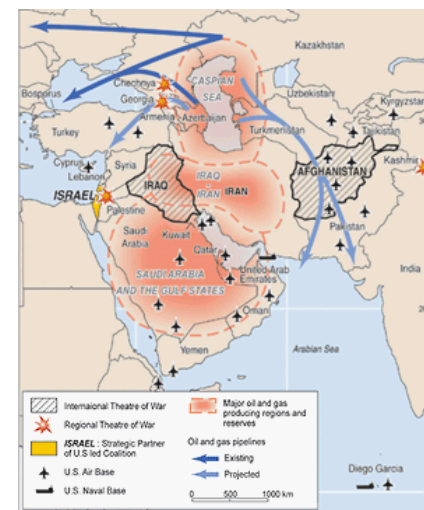 Kazakhstan
CASPIAN
SEA
Chechnya
Bosporus
Georgia
Uzbekistan
Kyrgyzstan
Armenia
Azerbaijan
Turkey
Turkmenistan
Tajikistan
Cyprus
Syria
Lebanon
IRAQ
IRAQ
IRAN
IRAN
AFGHANISTAN
Kashmir
ISRAEL
Palestine
Pakistan
Saudi
Arabia
Kuwait
Qatar
SAUDI ARABIA
AND THE GULF STATES
United Arab
Emirates
India
Oman
Yemen
Arabian Sea
Internaional Theatre of War
Regional Theatre of War
ISRAEL : Strategic Partner
of U.S led Coalition
U.S. Air Base
U.S. Naval Base
Major oil and gas
producing regions and
reserves
Oil and gas pipelines
Existing
Projected
0 500 1000 km
Diego Garcia